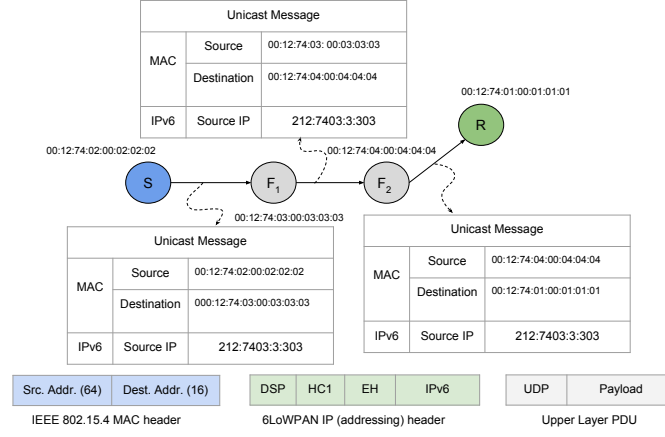 Unicast Message
MAC Source 00:12:74:03: 00:03:03:03
Destination 00:12:74:04:00:04:04:04
IPv6 Source IP 212:7403:3:303
00:12:74:01:00:01:01:01
R
00:12:74:02:00:02:02:02
00:12:74:04:00:04:04:04
S
F1
F2
00:12:74:03:00:03:03:03
Unicast Message
MAC Source 00:12:74:02:00:02:02:02
Destination 000:12:74:03:00:03:03:03
IPv6 Source IP 212:7403:3:303
Unicast Message
MAC Source 00:12:74:04:00:04:04:04
Destination 00:12:74:01:00:01:01:01
IPv6 Source IP 212:7403:3:303
Src. Addr. (64) Dest. Addr. (16)
IEEE 802.15.4 MAC header
DSP HC1 EH IPv6
6LoWPAN IP (addressing) header
UDP Payload
Upper Layer PDU